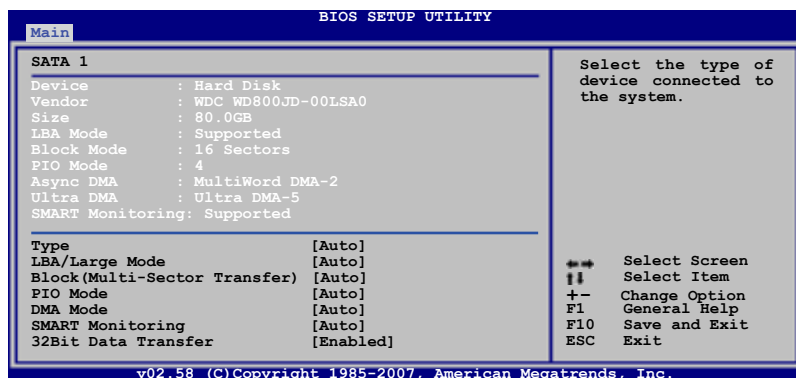 BIOS SETUP UTILITY
Main
SATA 1
Device : Hard Disk
Vendor : WDC WD800JD-00LSA0
Size : 80.0GB
LBA Mode : Supported
Block Mode : 16 Sectors
PIO Mode : 4
Async DMA : MultiWord DMA-2
Ultra DMA : Ultra DMA-5
SMART Monitoring: Supported
Type [Auto]
LBA/Large Mode [Auto]
Block(Multi-Sector Transfer) [Auto]
PIO Mode [Auto]
DMA Mode [Auto]
SMART Monitoring [Auto]
32Bit Data Transfer [Enabled]
Select the type of
device connected to
the system.
←→ Select Screen
↑↓ Select Item
+- Change Option
F1 General Help
F10 Save and Exit
ESC Exit
v02.58 (C)Copyright 1985-2007, American Megatrends, Inc.